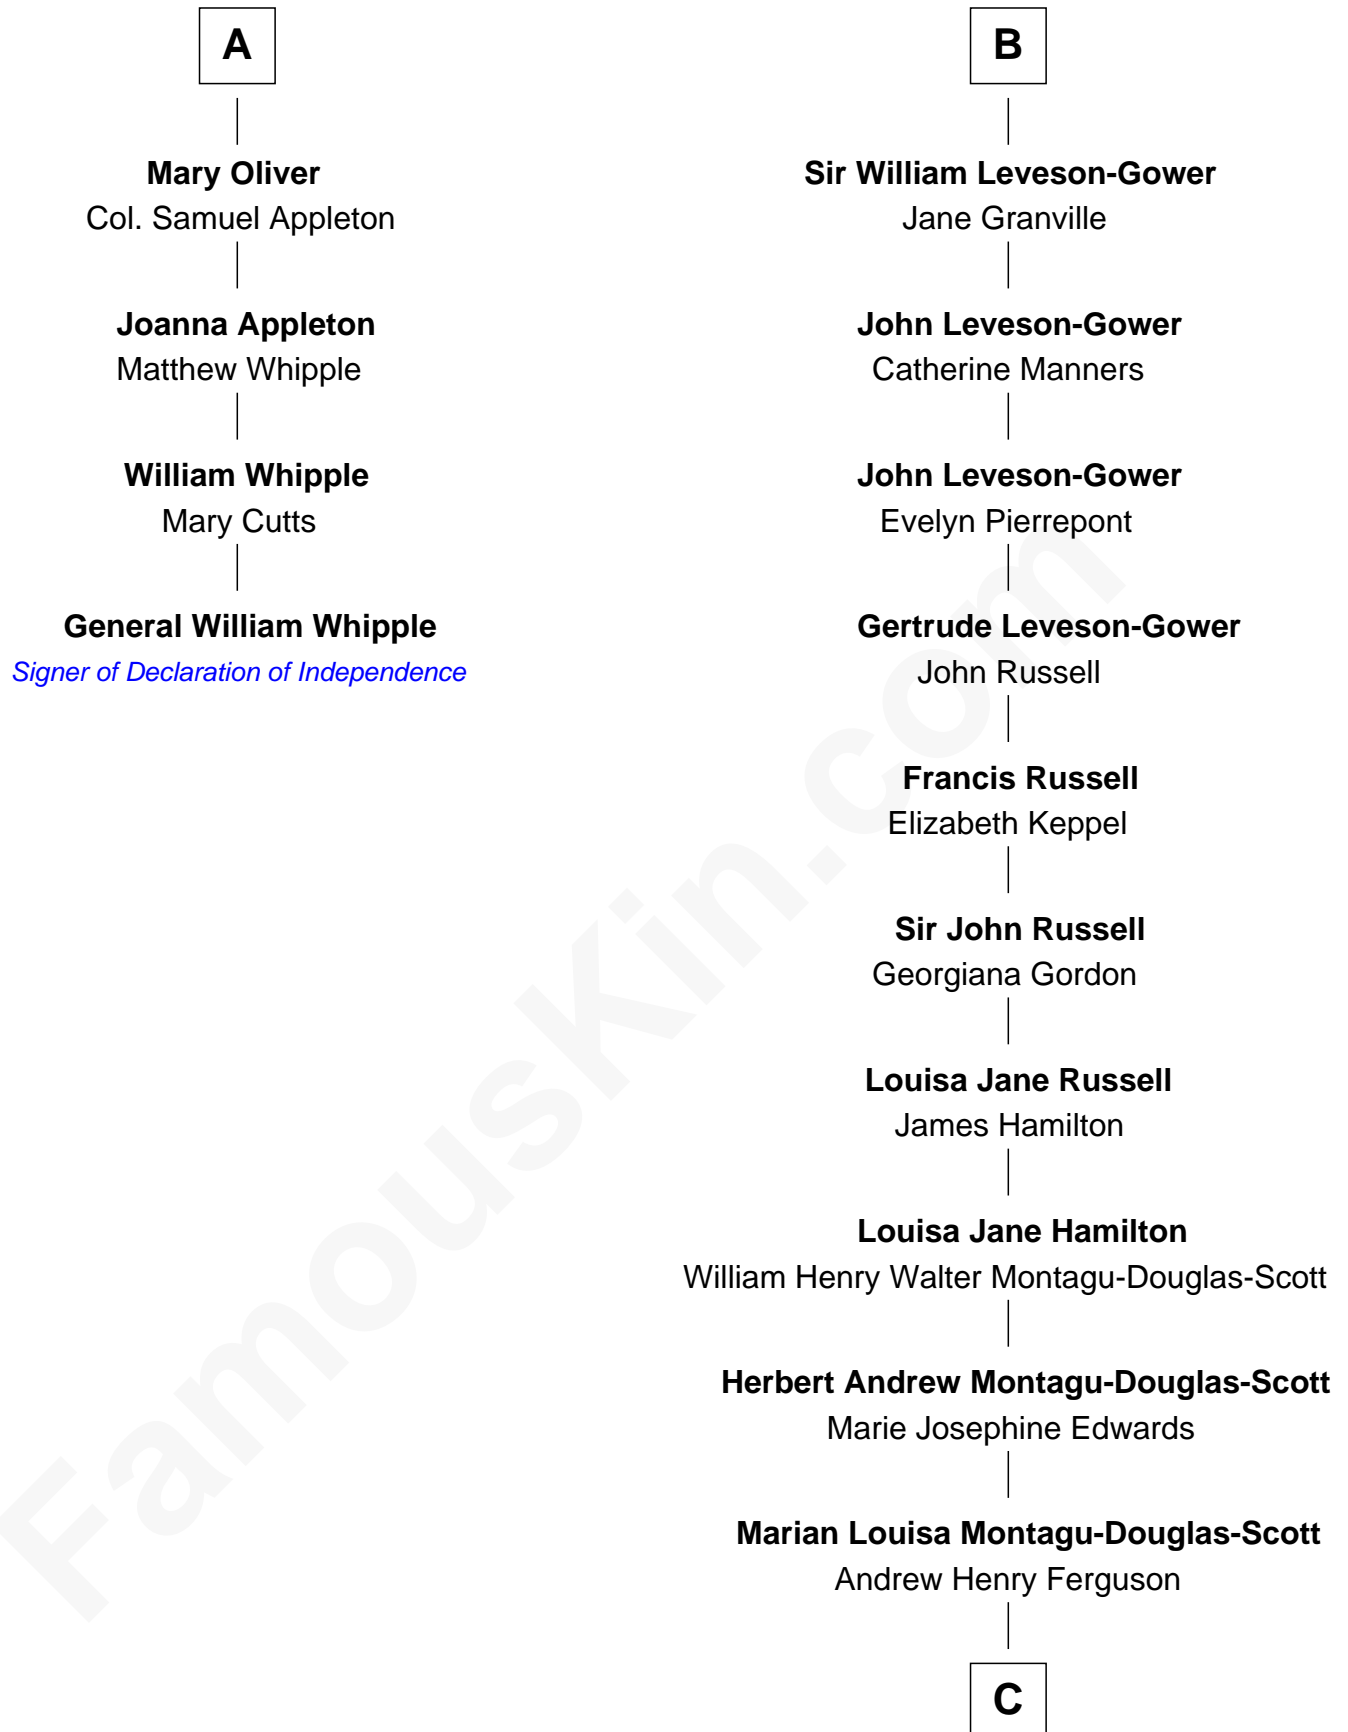 A
Mary Oliver
Col. Samuel Appleton
Joanna Appleton
Matthew Whipple
William Whipple
Mary Cutts
General William Whipple
Signer of Declaration of Independence
B
Sir William Leveson-Gower
Jane Granville
John Leveson-Gower
Catherine Manners
John Leveson-Gower
Evelyn Pierrepont
Gertrude Leveson-Gower
John Russell
Francis Russell
Elizabeth Keppel
Sir John Russell
Georgiana Gordon
Louisa Jane Russell
James Hamilton
Louisa Jane Hamilton
William Henry Walter Montagu-Douglas-Scott
Herbert Andrew Montagu-Douglas-Scott
Marie Josephine Edwards
Marian Louisa Montagu-Douglas-Scott
Andrew Henry Ferguson
C
FamousKin.com